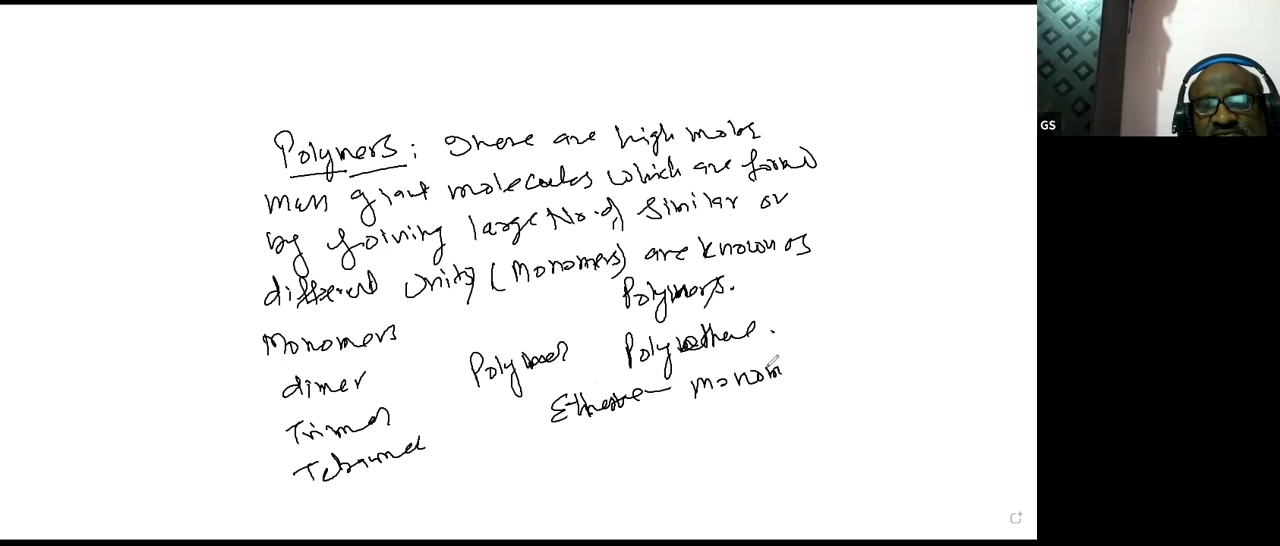 Polymers : These are high molar
mass giant molecules which are formed
by joining large No. of similar or
different Units (Monomers) are known as
Polymers.
Monomers
dimer
Trimer
Tetramer
Polymer Polyethene.
Ethene — monom
GS